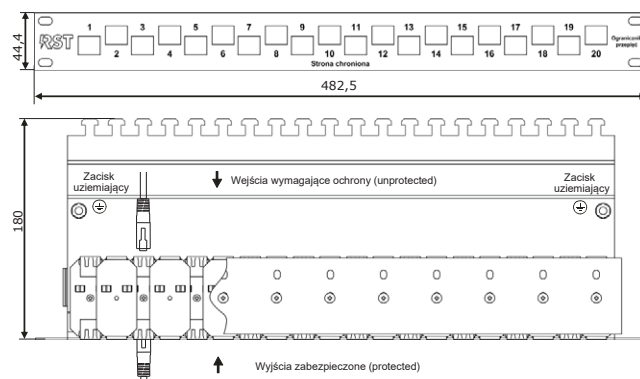 1 3 5 7 9 11 13 15 17 19
RST
2 4 6 8 10 12 14 16 18 20
Ogranicznik
przepięć
Strona chroniona
44,4
482,5
180
Zacisk
uziemiający
Wejścia wymagające ochrony (unprotected)
Zacisk
uziemiający
Wyjścia zabezpieczone (protected)